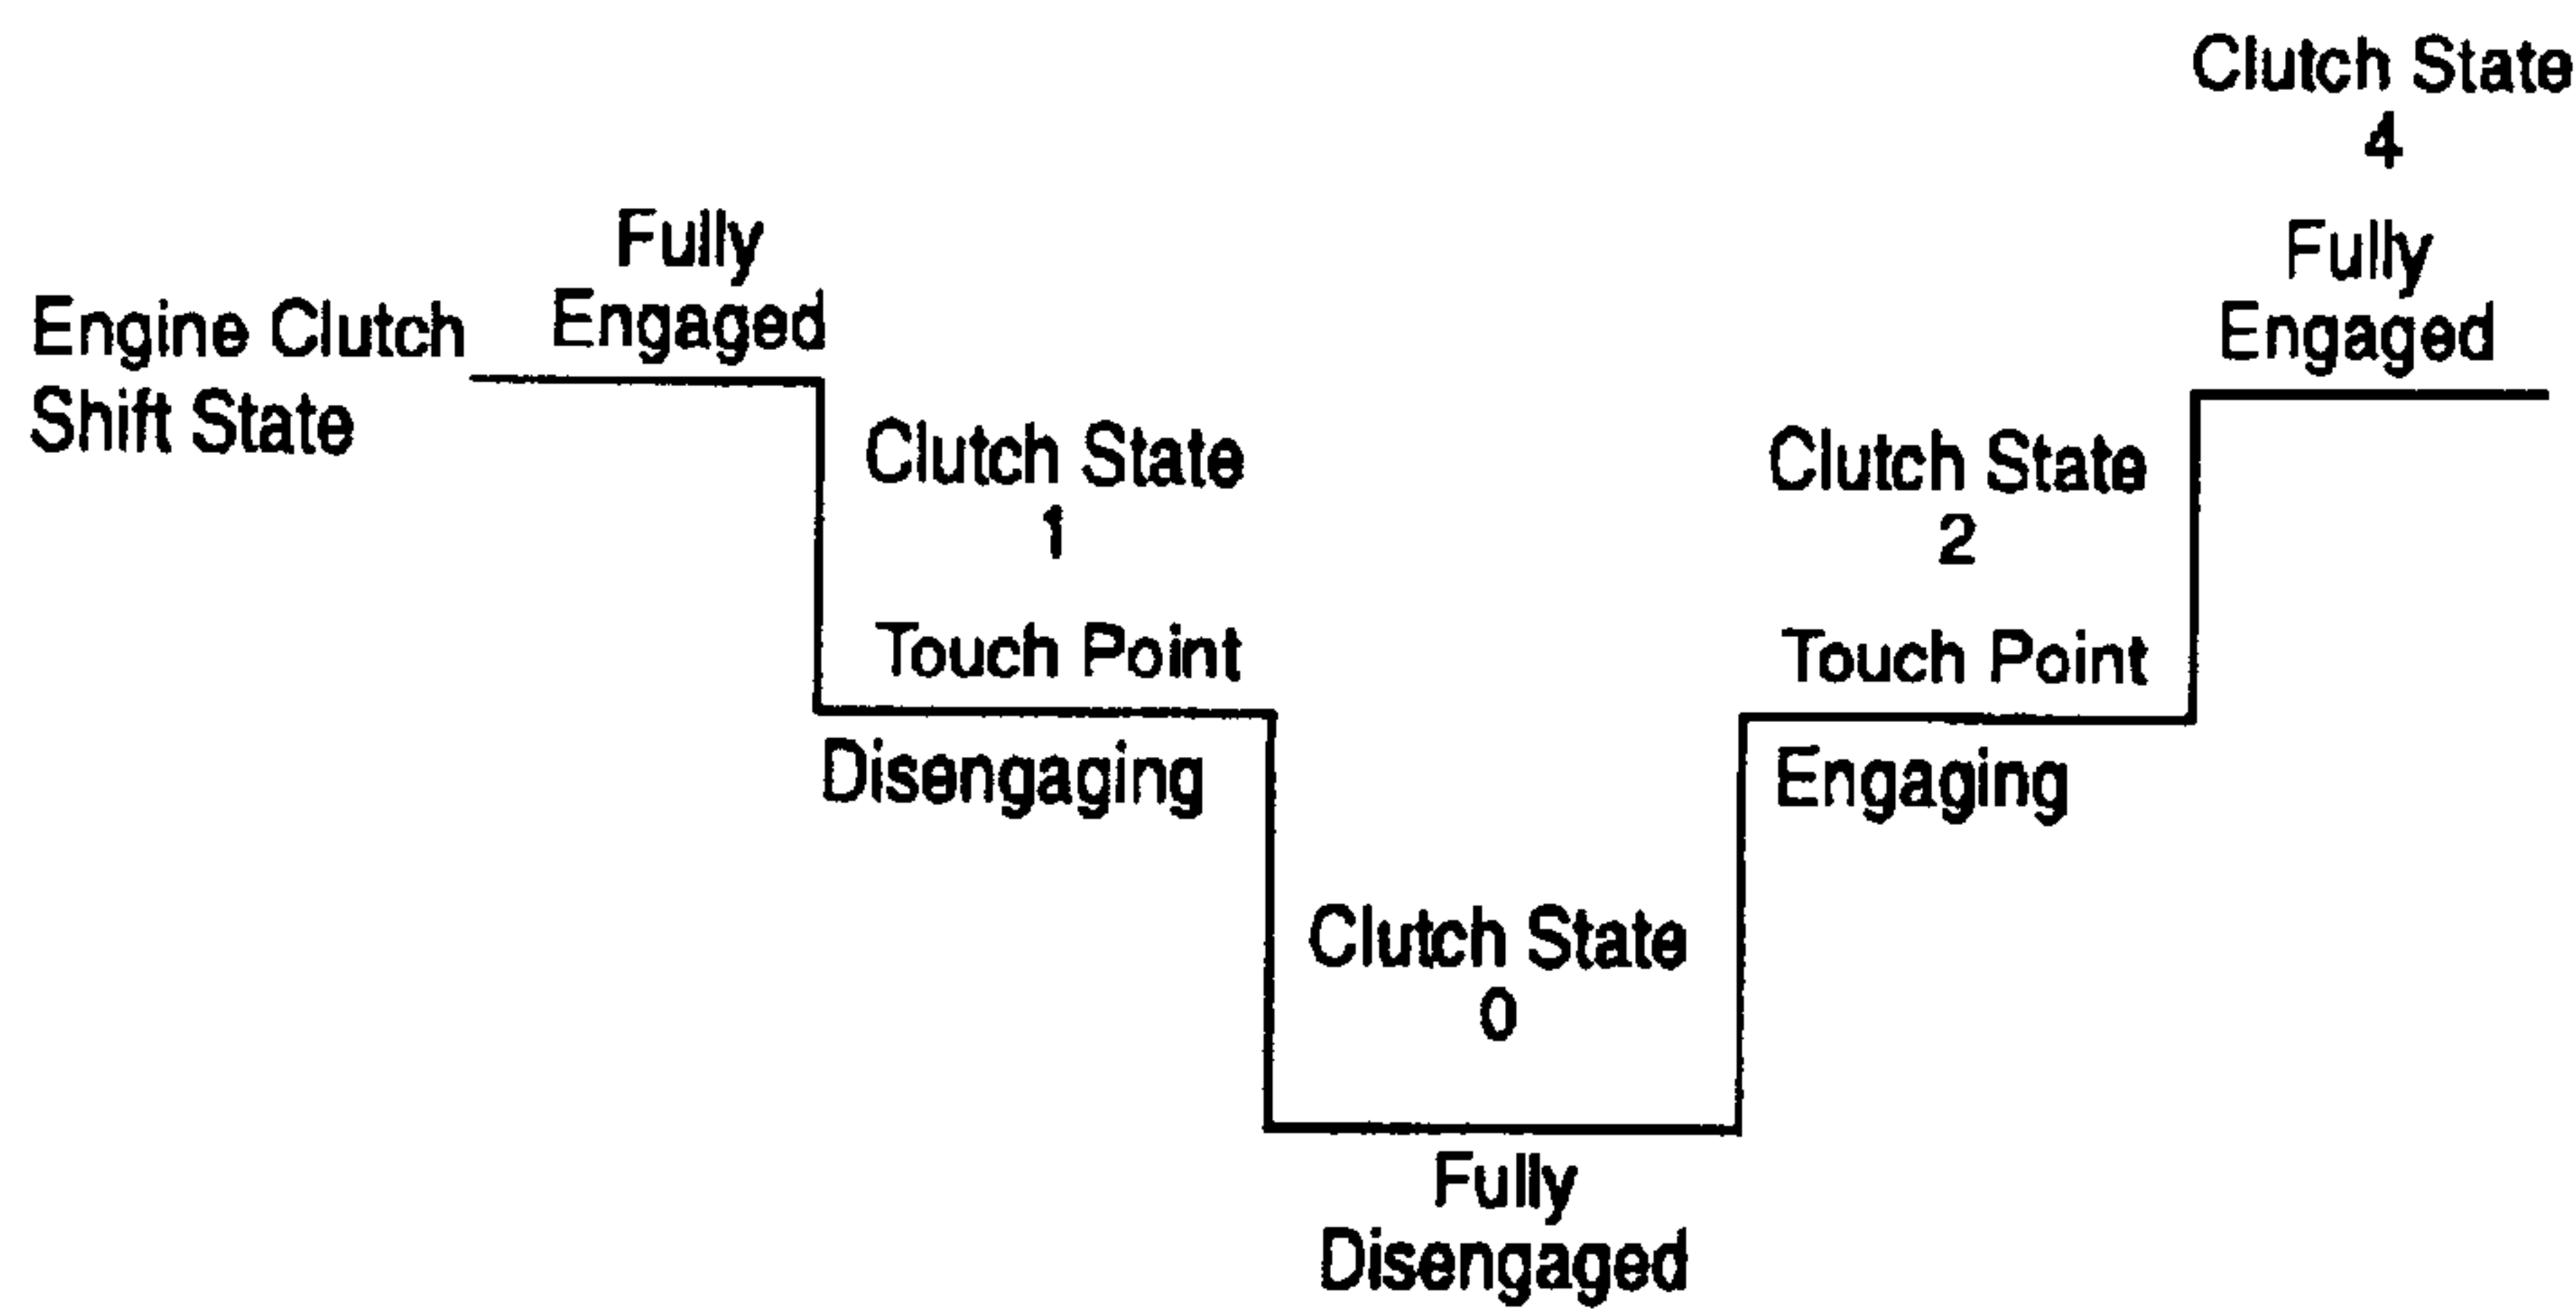 Engine Clutch
Shift State
Fully
Engaged
Clutch State
1
Touch Point
Disengaging
Clutch State
0
Fully
Disengaged
Clutch State
2
Touch Point
Engaging
Clutch State
4
Fully
Engaged